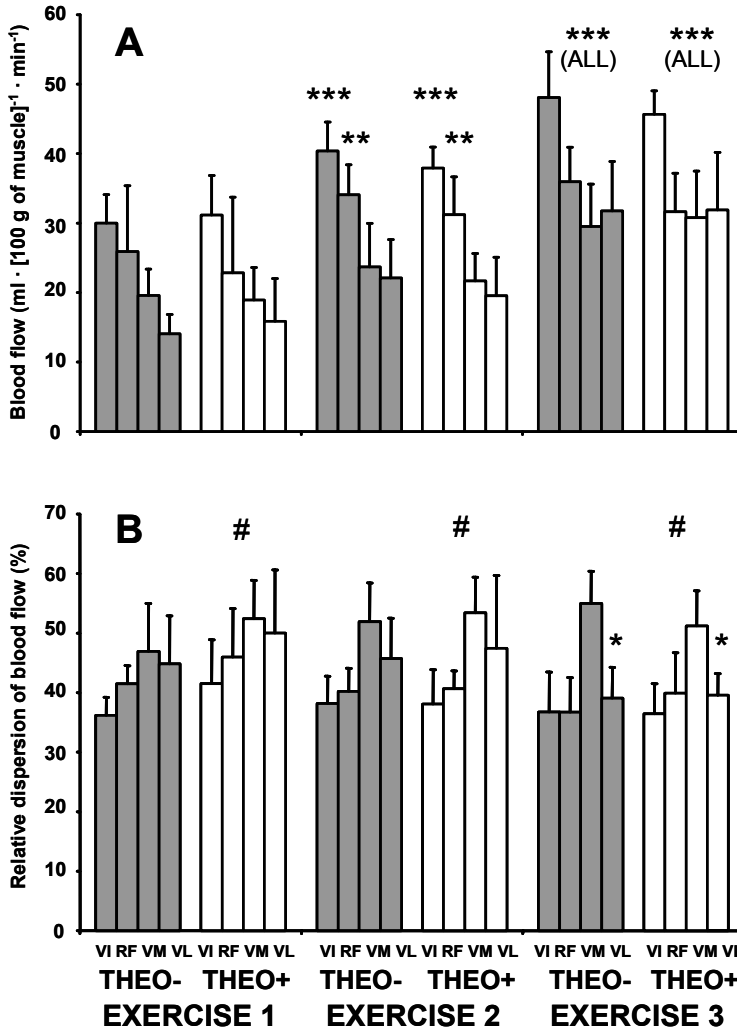 60
50
40
30
20
10
0
Blood flow (ml · [100 g of muscle]-1 · min-1)
A
*** ** *** ** *** ***
(ALL) (ALL)
70
60
50
40
30
20
10
0
Relative dispersion of blood flow (%)
B
# # #
* *
VI RF VM VL VI RF VM VL VI RF VM VL VI RF VM VL VI RF VM VL VI RF VM VL
THEO- THEO+ THEO- THEO+ THEO- THEO+
EXERCISE 1 EXERCISE 2 EXERCISE 3